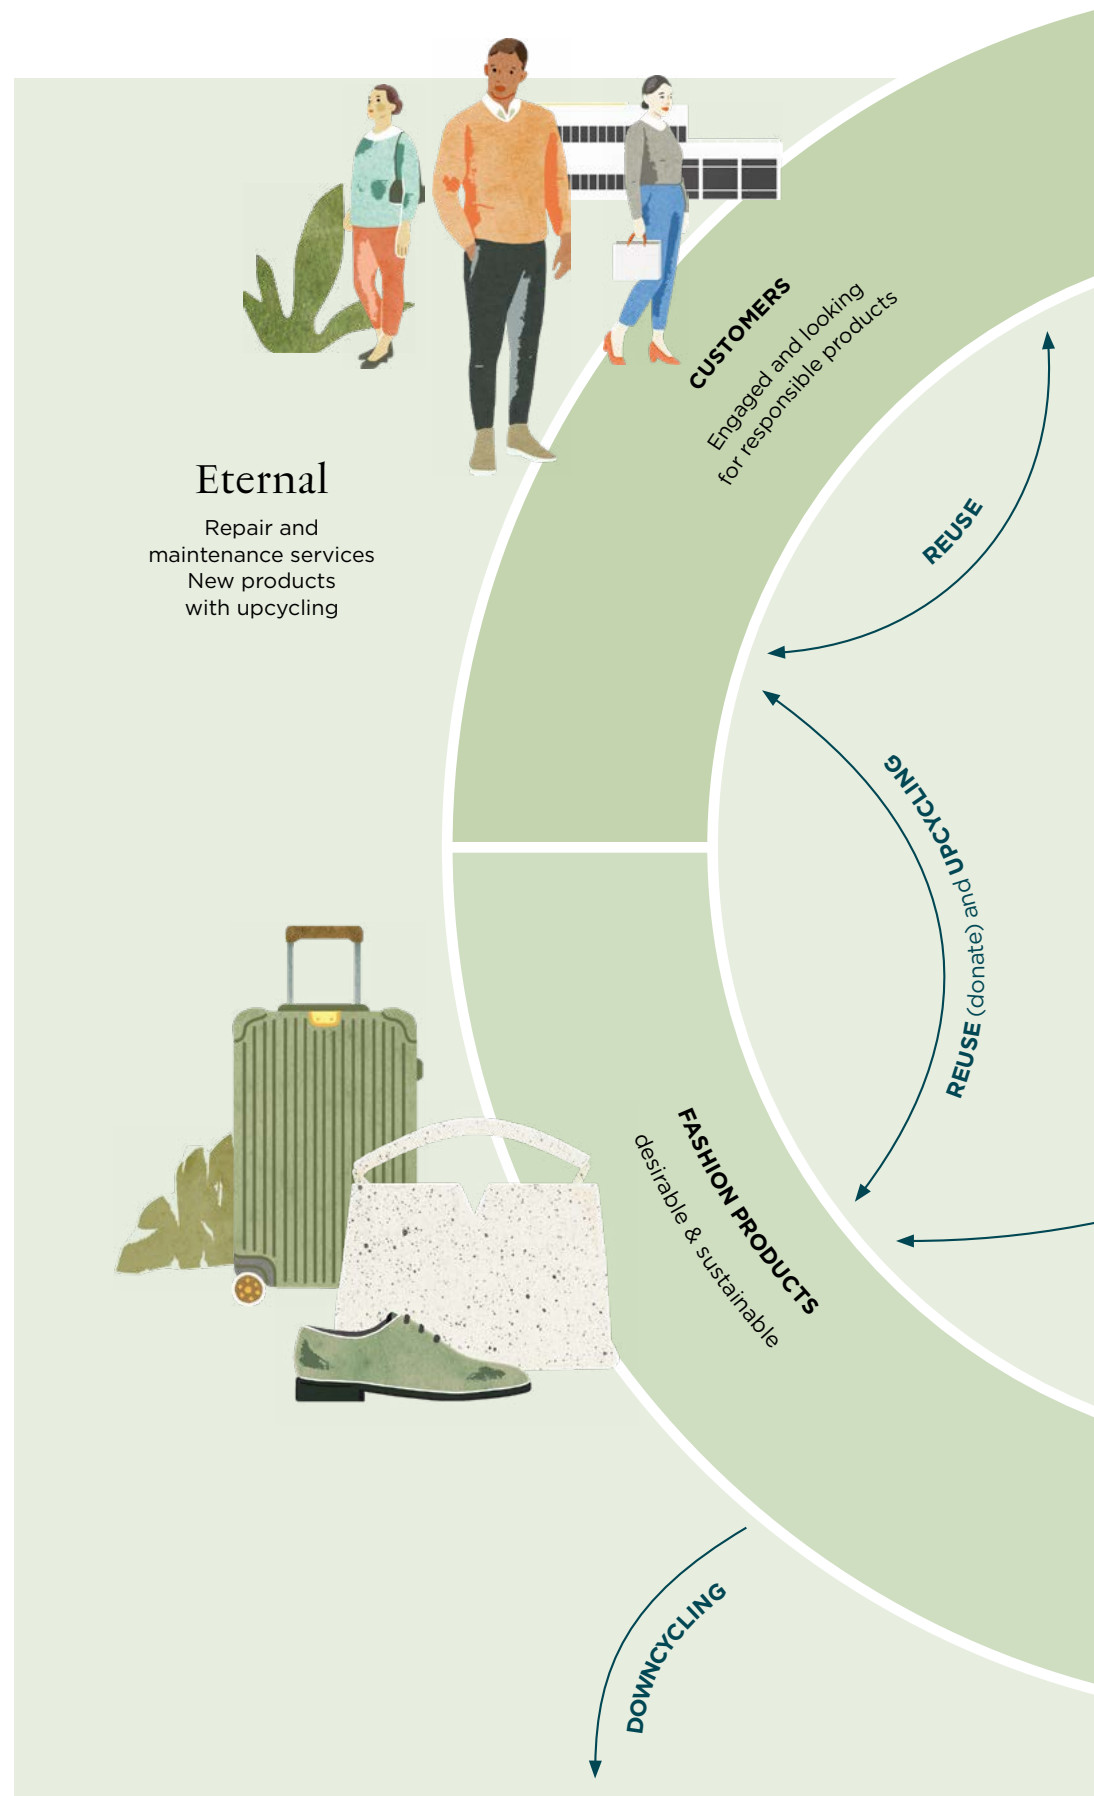 CUSTOMERS
Engaged and looking
for responsible products
REUSE
Eternal
Repair and
maintenance services
New products
with upcycling
REUSE (donate) and UPCYCLING
FASHION PRODUCTS
desirable & sustainable
DOWNCYCLING